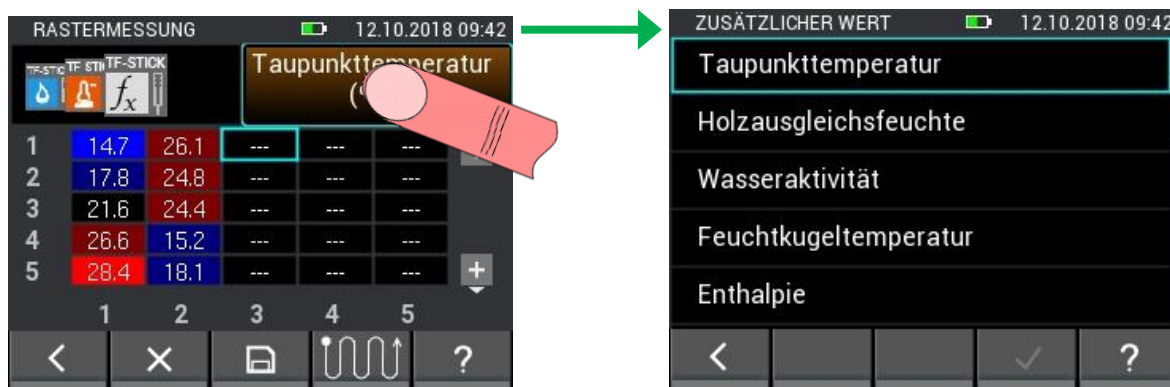 RASTERMESSUNG 12.10.2018 09:42
TF-STIC TF STI TF-STICK
fx
Taupunkttemperatur
(°
1 14.7 26.1 --- --- ---
2 17.8 24.8 --- --- ---
3 21.6 24.4 --- --- ---
4 26.6 15.2 --- --- ---
5 28.4 18.1 --- --- --- +
1 2 3 4 5
?
ZUSÄTZLICHER WERT 12.10.2018 09:42
Taupunkttemperatur
Holzausgleichsfeuchte
Wasseraktivität
Feuchtkugeltemperatur
Enthalpie
?